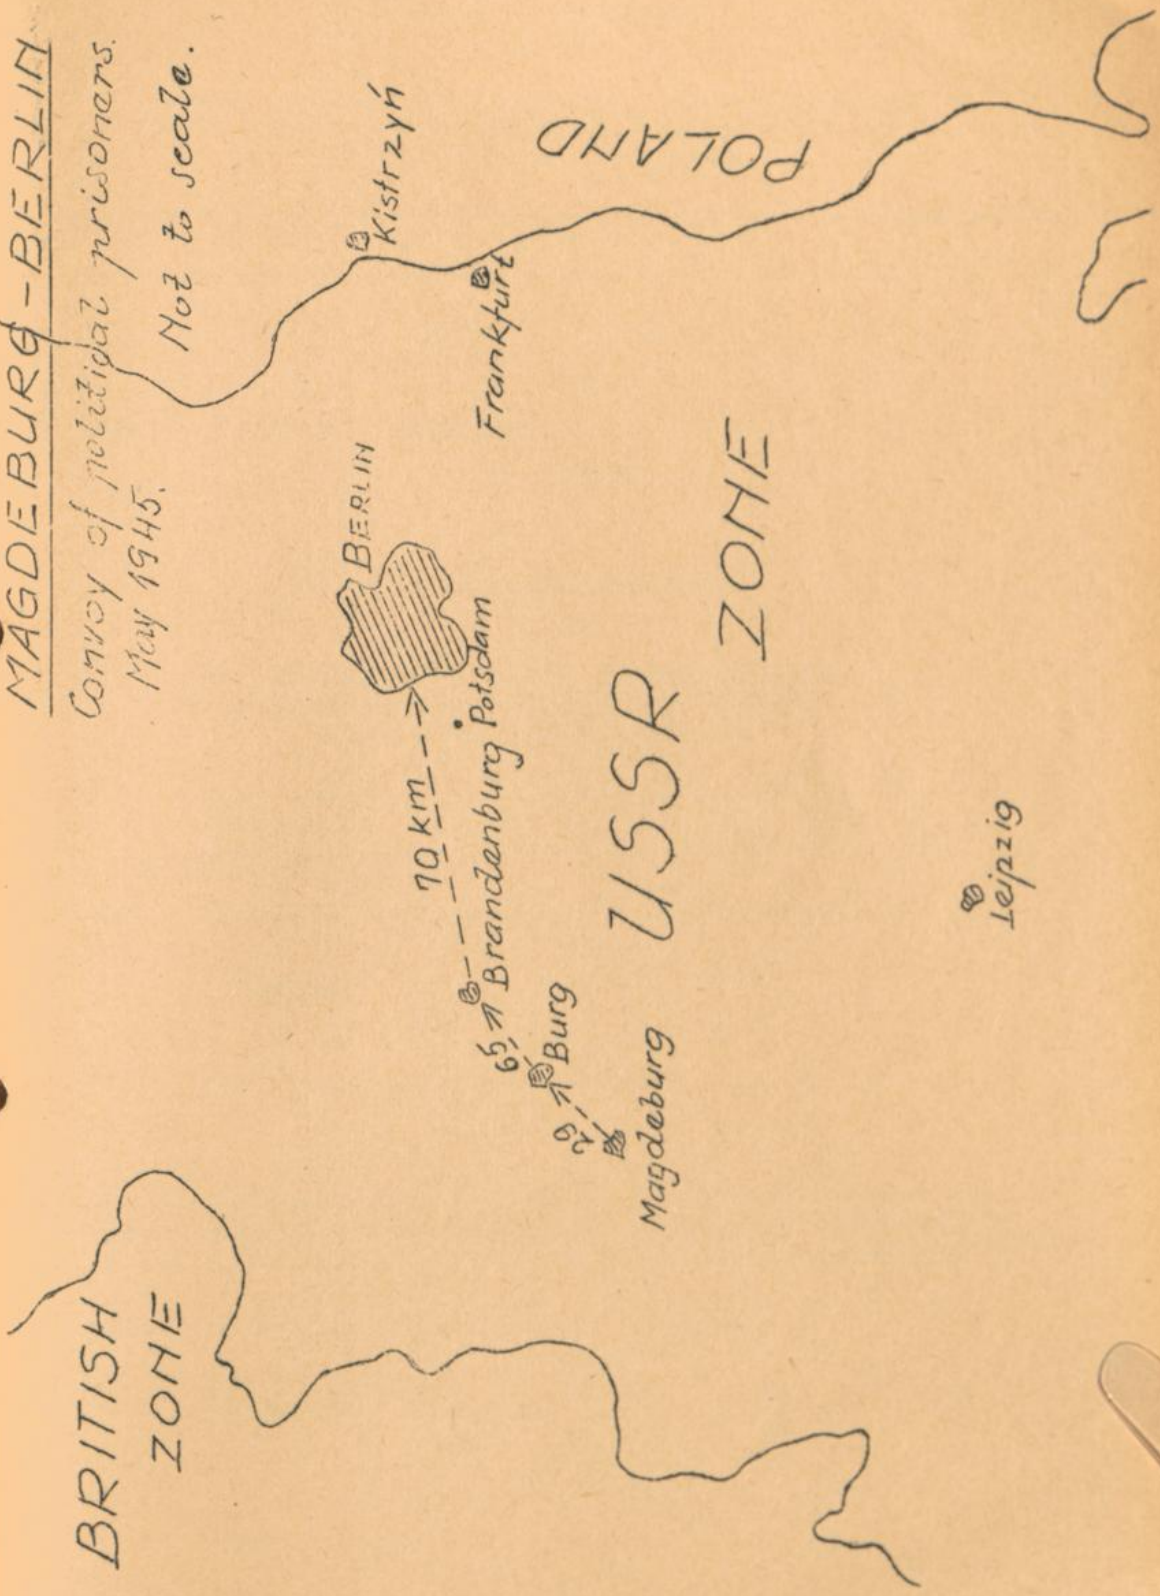 MAGDEBURG-BERLIN
Convoy of political prisoners.
May 1945.
Not to scale.
BRITISH
ZONE
BERLIN
Kistrzyń
70 km
Potsdam
Brandenburg
Frankfurt
POLAND
65
Burg
29
Magdeburg
USSR
ZONE
Leipzig